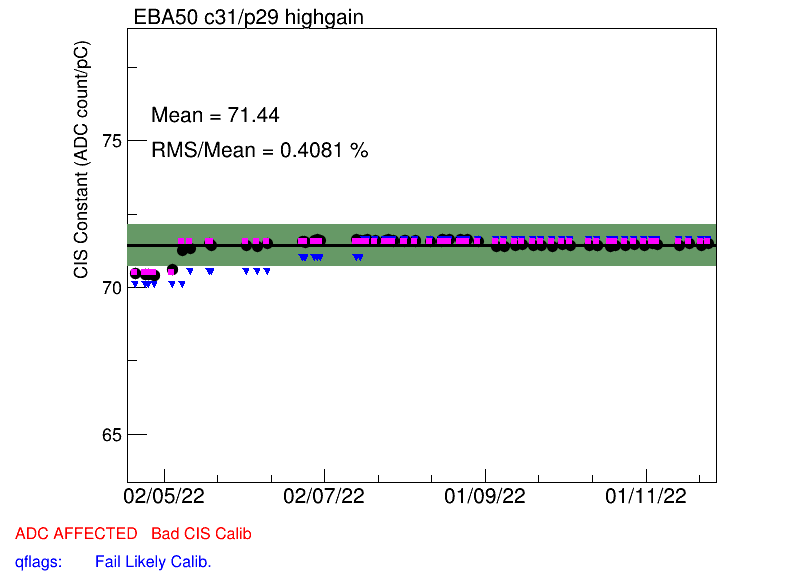 EBA50 c31/p29 highgain
CIS Constant (ADC count/pC)
Mean = 71.44
RMS/Mean = 0.4081 %
75
70
65
02/05/22 02/07/22 01/09/22 01/11/22
ADC AFFECTED Bad CIS Calib
qflags: Fail Likely Calib.